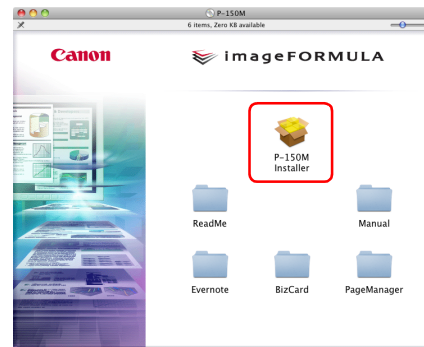 P-150M
6 items, Zero KB available
Canon
imageFORMULA
P-150M
Installer
ReadMe
Manual
Evernote
BizCard
PageManager